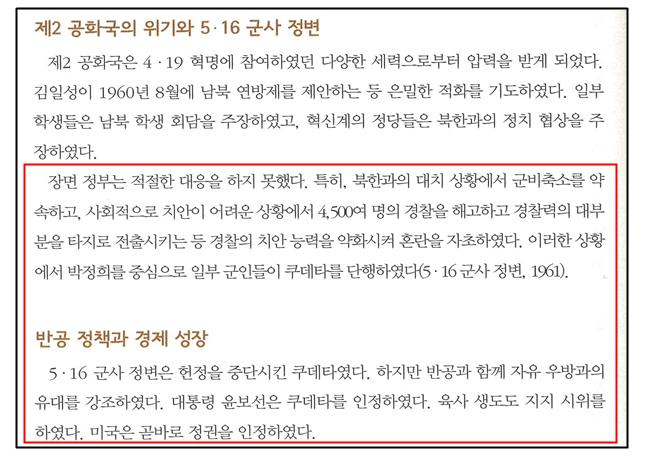 제2 공화국의 위기와 5·16 군사 정변
제2 공화국은 4·19 혁명에 참여하였던 다양한 세력으로부터 압력을 받게 되었다.
김일성이 1960년 8월에 남북 연방제를 제안하는 등 은밀한 적화를 기도하였다. 일부
학생들은 남북 학생 회담을 주장하였고, 혁신계의 정당들은 북한과의 정치 협상을 주
장하였다.
장면 정부는 적절한 대응을 하지 못했다. 특히, 북한과의 대치 상황에서 군비축소를 약
속하고, 사회적으로 치안이 어려운 상황에서 4,500여 명의 경찰을 해고하고 경찰력의 대부
분을 타지로 전출시키는 등 경찰의 치안 능력을 약화시켜 혼란을 자초하였다. 이러한 상황
에서 박정희를 중심으로 일부 군인들이 쿠데타를 단행하였다(5·16 군사 정변, 1961).
반공 정책과 경제 성장
5·16 군사 정변은 헌정을 중단시킨 쿠데타였다. 하지만 반공과 함께 자유 우방과의
유대를 강조하였다. 대통령 윤보선은 쿠데타를 인정하였다. 육사 생도도 지지 시위를
하였다. 미국은 곧바로 정권을 인정하였다.